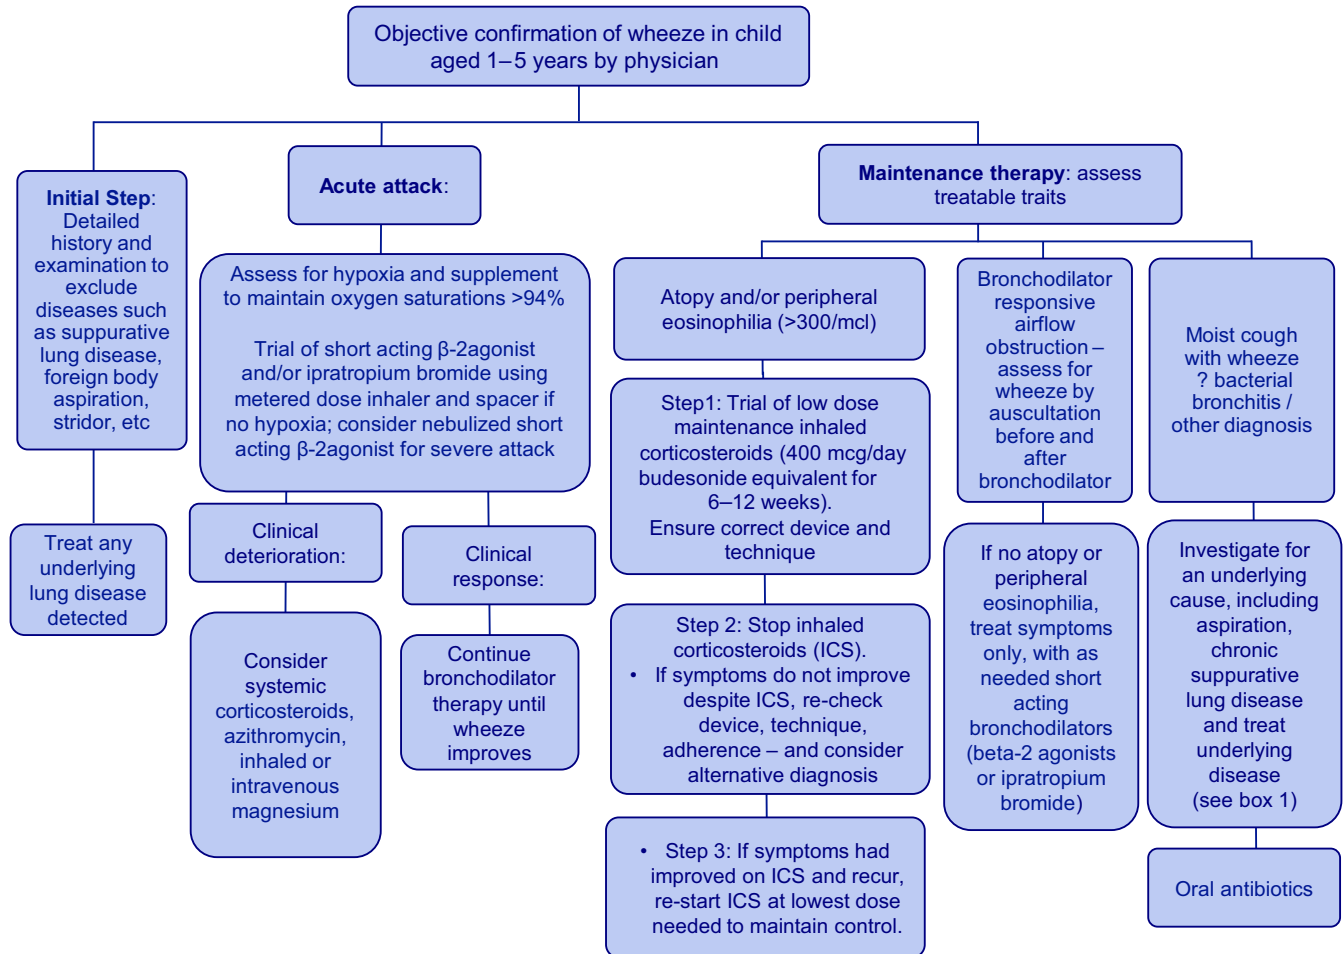 Objective confirmation of wheeze in child
aged 1–5 years by physician
Initial Step:
Detailed
history and
examination to
exclude
diseases such
as suppurative
lung disease,
foreign body
aspiration,
stridor, etc
Treat any
underlying
lung disease
detected
Acute attack:
Assess for hypoxia and supplement
to maintain oxygen saturations >94%
Trial of short acting β-2agonist
and/or ipratropium bromide using
metered dose inhaler and spacer if
no hypoxia; consider nebulized short
acting β-2agonist for severe attack
Clinical
deterioration:
Consider
systemic
corticosteroids,
azithromycin,
inhaled or
intravenous
magnesium
Clinical
response:
Continue
bronchodilator
therapy until
wheeze
improves
Maintenance therapy: assess
treatable traits
Atopy and/or peripheral
eosinophilia (>300/mcl)
Step1: Trial of low dose
maintenance inhaled
corticosteroids (400 mcg/day
budesonide equivalent for
6–12 weeks).
Ensure correct device and
technique
Step 2: Stop inhaled
corticosteroids (ICS).
• If symptoms do not improve
despite ICS, re-check
device, technique,
adherence – and consider
alternative diagnosis
• Step 3: If symptoms had
improved on ICS and recur,
re-start ICS at lowest dose
needed to maintain control.
Bronchodilator
responsive
airflow
obstruction –
assess for
wheeze by
auscultation
before and
after
bronchodilator
If no atopy or
peripheral
eosinophilia,
treat symptoms
only, with as
needed short
acting
bronchodilators
(beta-2 agonists
or ipratropium
bromide)
Moist cough
with wheeze
? bacterial
bronchitis /
other diagnosis
Investigate for
an underlying
cause, including
aspiration,
chronic
suppurative
lung disease
and treat
underlying
disease
(see box 1)
Oral antibiotics